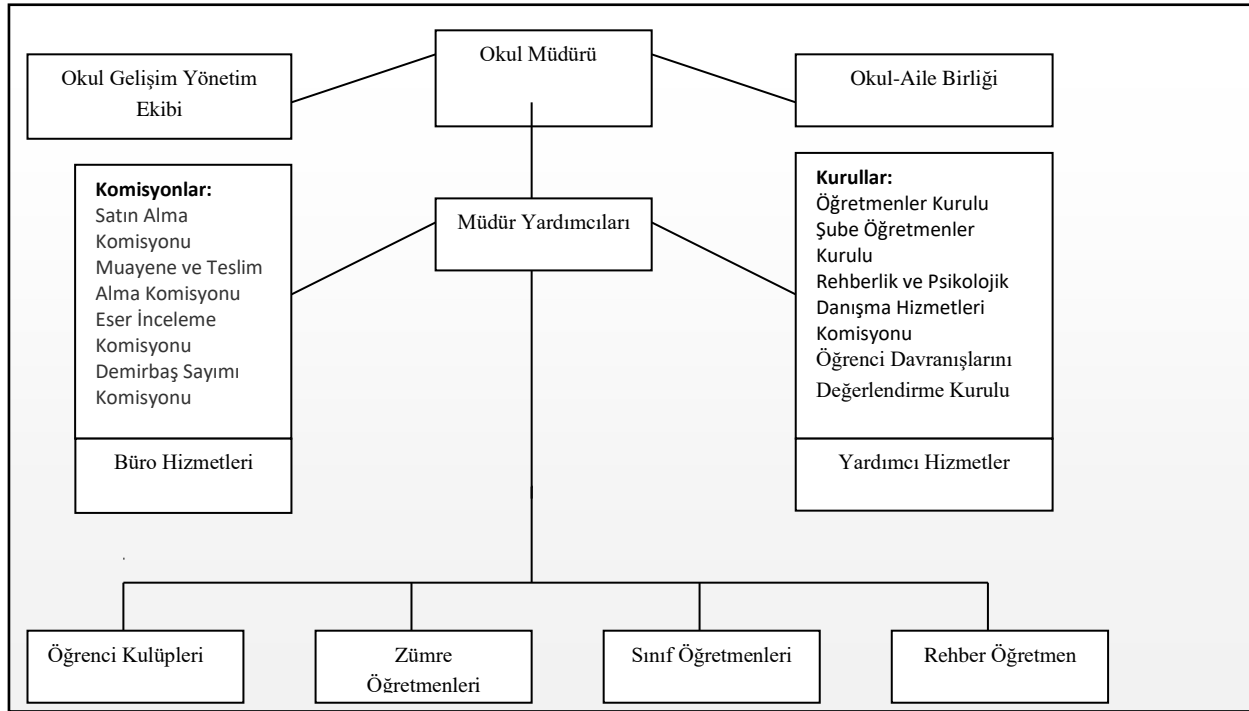 Okul Müdürü
Okul Gelişim Yönetim
Ekibi
Okul-Aile Birliği
Komisyonlar:
Satın Alma
Komisyonu
Muayene ve Teslim
Alma Komisyonu
Eser İnceleme
Komisyonu
Demirbaş Sayımı
Komisyonu
Müdür Yardımcıları
Kurullar:
Öğretmenler Kurulu
Şube Öğretmenler
Kurulu
Rehberlik ve Psikolojik
Danışma Hizmetleri
Komisyonu
Öğrenci Davranışlarını
Değerlendirme Kurulu
Büro Hizmetleri
Yardımcı Hizmetler
Öğrenci Kulüpleri
Zümre
Öğretmenleri
Sınıf Öğretmenleri
Rehber Öğretmen